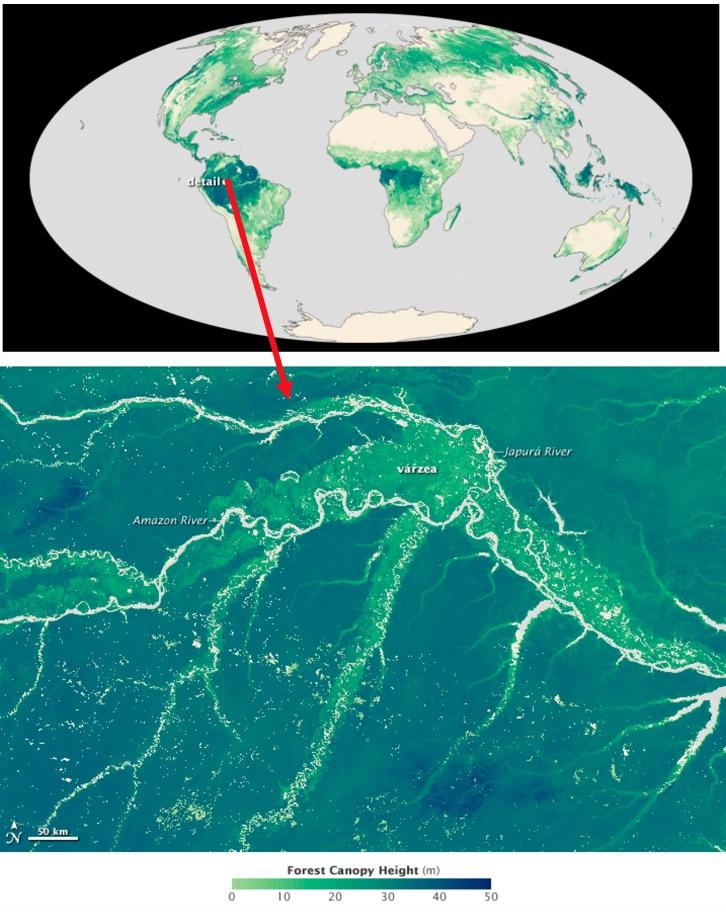 detail
Japurá River
várzea
Amazon River
N
50 km
Forest Canopy Height (m)
0 10 20 30 40 50